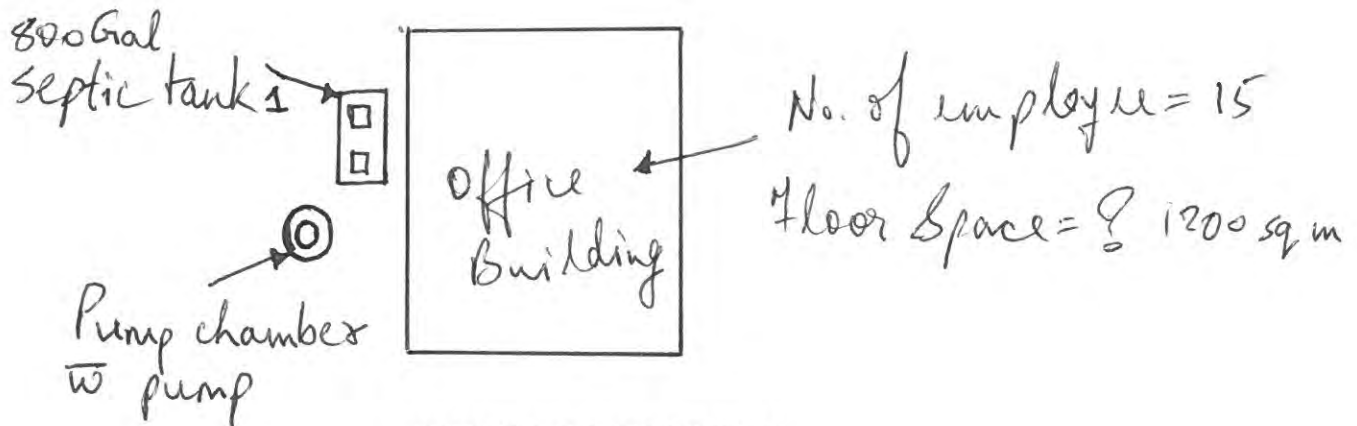 800 Gal
Septic tank 1
No. of employee = 15
Office
Building
Floor Space = ? 1200 sq m
Pump chamber
w̅ pump